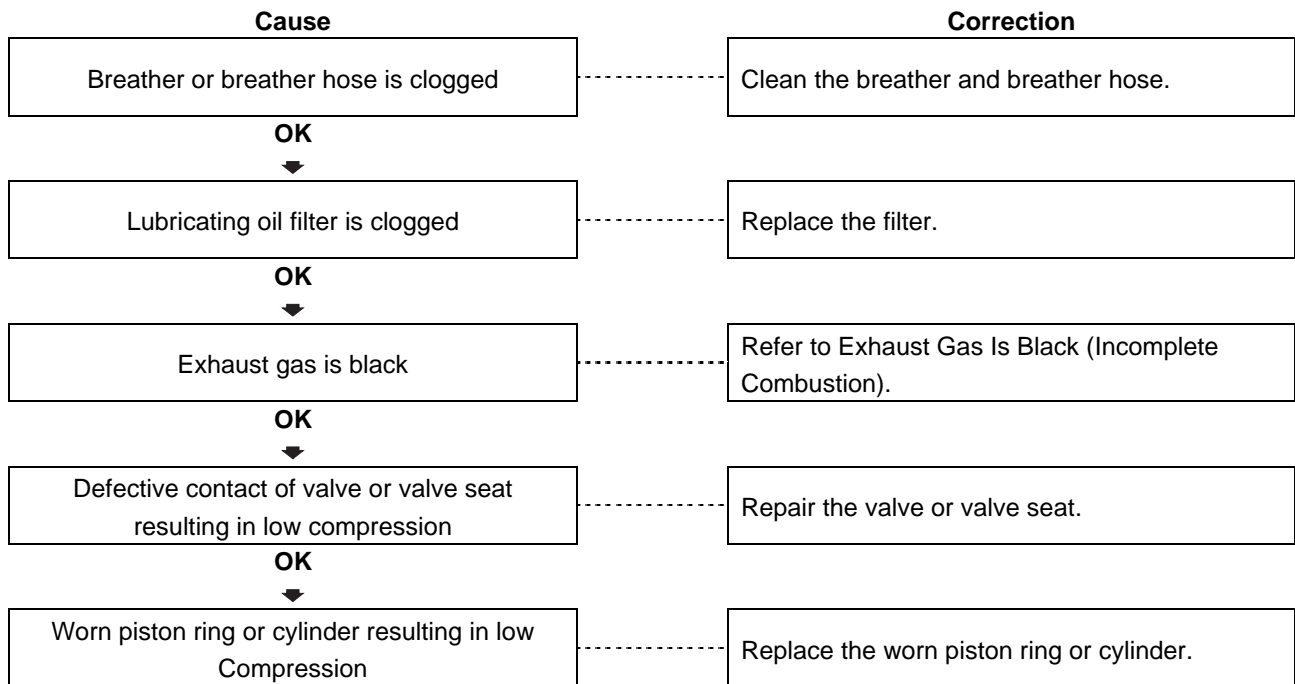 Cause
Correction
Breather or breather hose is clogged
Clean the breather and breather hose.
OK
Lubricating oil filter is clogged
Replace the filter.
OK
Exhaust gas is black
Refer to Exhaust Gas Is Black (Incomplete
Combustion).
OK
Defective contact of valve or valve seat
resulting in low compression
Repair the valve or valve seat.
OK
Worn piston ring or cylinder resulting in low
Compression
Replace the worn piston ring or cylinder.